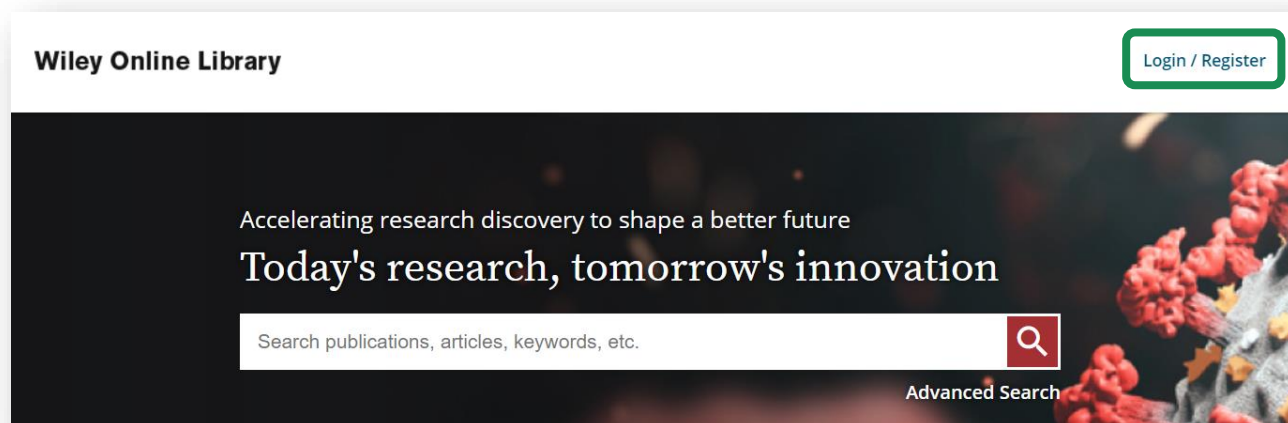 Wiley Online Library
Login / Register
Accelerating research discovery to shape a better future
Today's research, tomorrow's innovation
Search publications, articles, keywords, etc.
Advanced Search